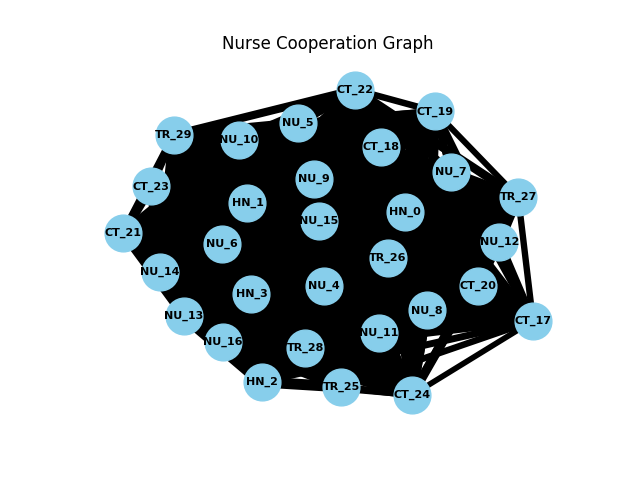 Nurse Cooperation Graph
CT_22
CT_19
NU_5
TR_29
NU_10
CT_18
NU_7
NU_9
CT_23
TR_27
HN_1
HN_0
NU_15
CT_21
NU_6
NU_12
TR_26
NU_14
NU_4
CT_20
HN_3
NU_8
NU_13
CT_17
NU_11
NU_16
TR_28
HN_2
TR_25
CT_24